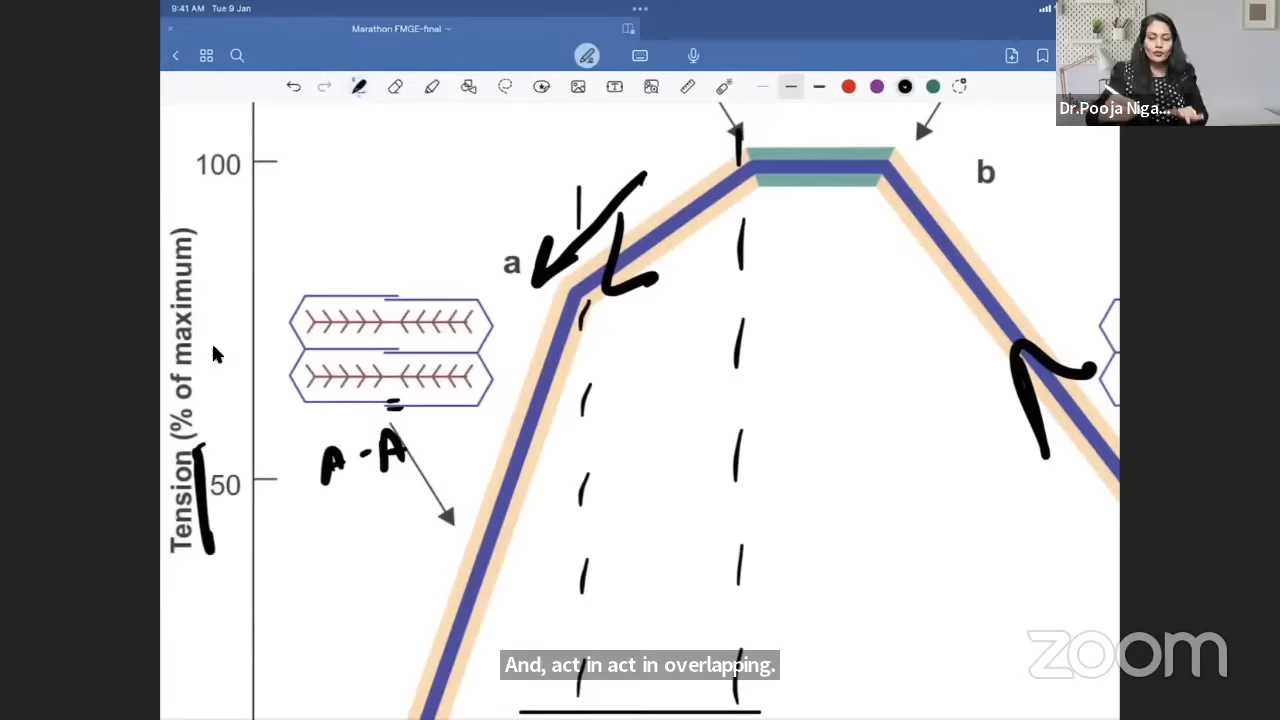 9:41 AM Tue 9 Jan
Marathon FMGE-final
Dr.Pooja Niga...
100
b
a
Tension (% of maximum)
A - A
50
And, act in act in overlapping.
zoom